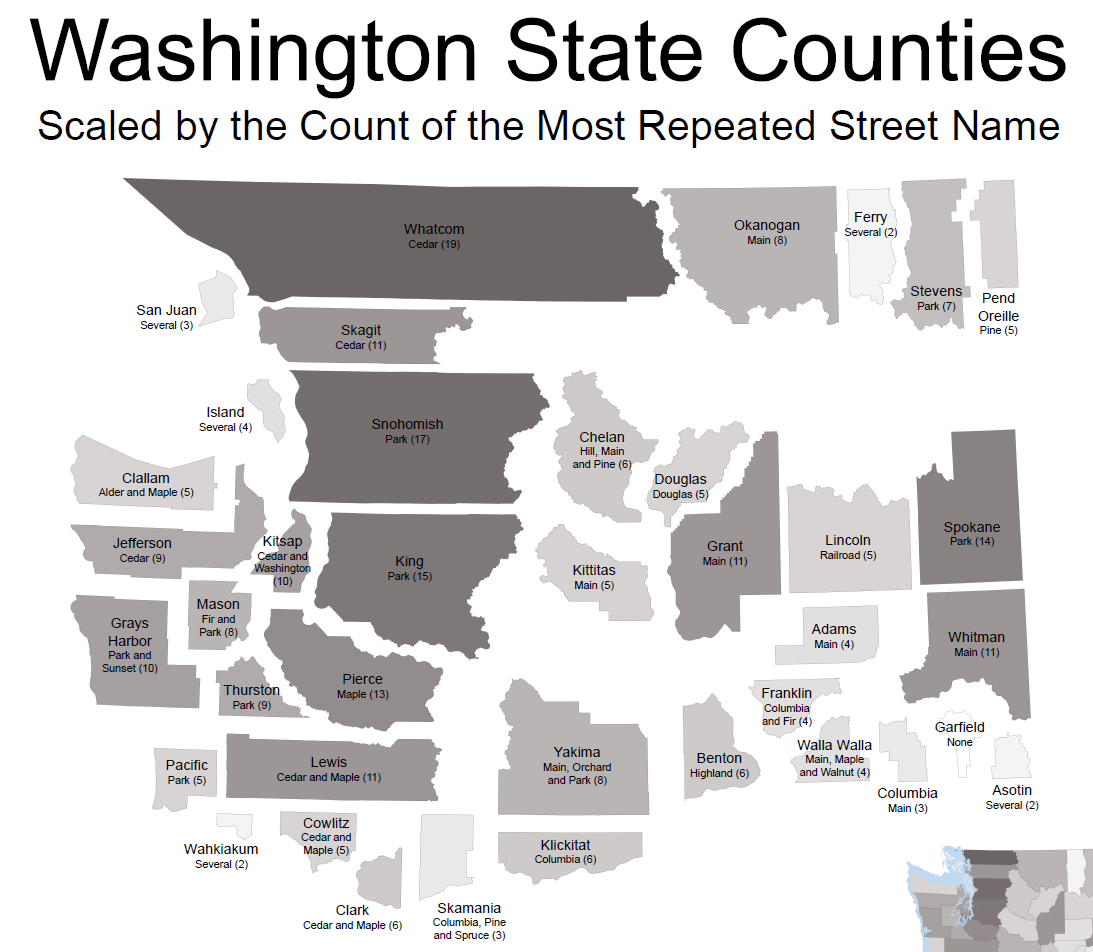 Washington State Counties
Scaled by the Count of the Most Repeated Street Name
Whatcom
Cedar (19)
Okanogan
Main (8)
Ferry
Several (2)
Stevens
Park (7)
Pend
Oreille
Pine (5)
San Juan
Several (3)
Skagit
Cedar (11)
Island
Several (4)
Snohomish
Park (17)
Chelan
Hill, Main
and Pine (6)
Douglas
Douglas (5)
Clallam
Alder and Maple (5)
Jefferson
Cedar (9)
Kitsap
Cedar and
Washington
(10)
King
Park (15)
Kittitas
Main (5)
Grant
Main (11)
Lincoln
Railroad (5)
Spokane
Park (14)
Grays
Harbor
Park and
Sunset (10)
Mason
Fir and
Park (8)
Adams
Main (4)
Whitman
Main (11)
Thurston
Park (9)
Pierce
Maple (13)
Franklin
Columbia
and Fir (4)
Pacific
Park (5)
Lewis
Cedar and Maple (11)
Yakima
Main, Orchard
and Park (8)
Benton
Highland (6)
Walla Walla
Main, Maple
and Walnut (4)
Columbia
Main (3)
Garfield
None
Asotin
Several (2)
Wahkiakum
Several (2)
Cowlitz
Cedar and
Maple (5)
Klickitat
Columbia (6)
Clark
Cedar and Maple (6)
Skamania
Columbia, Pine
and Spruce (3)